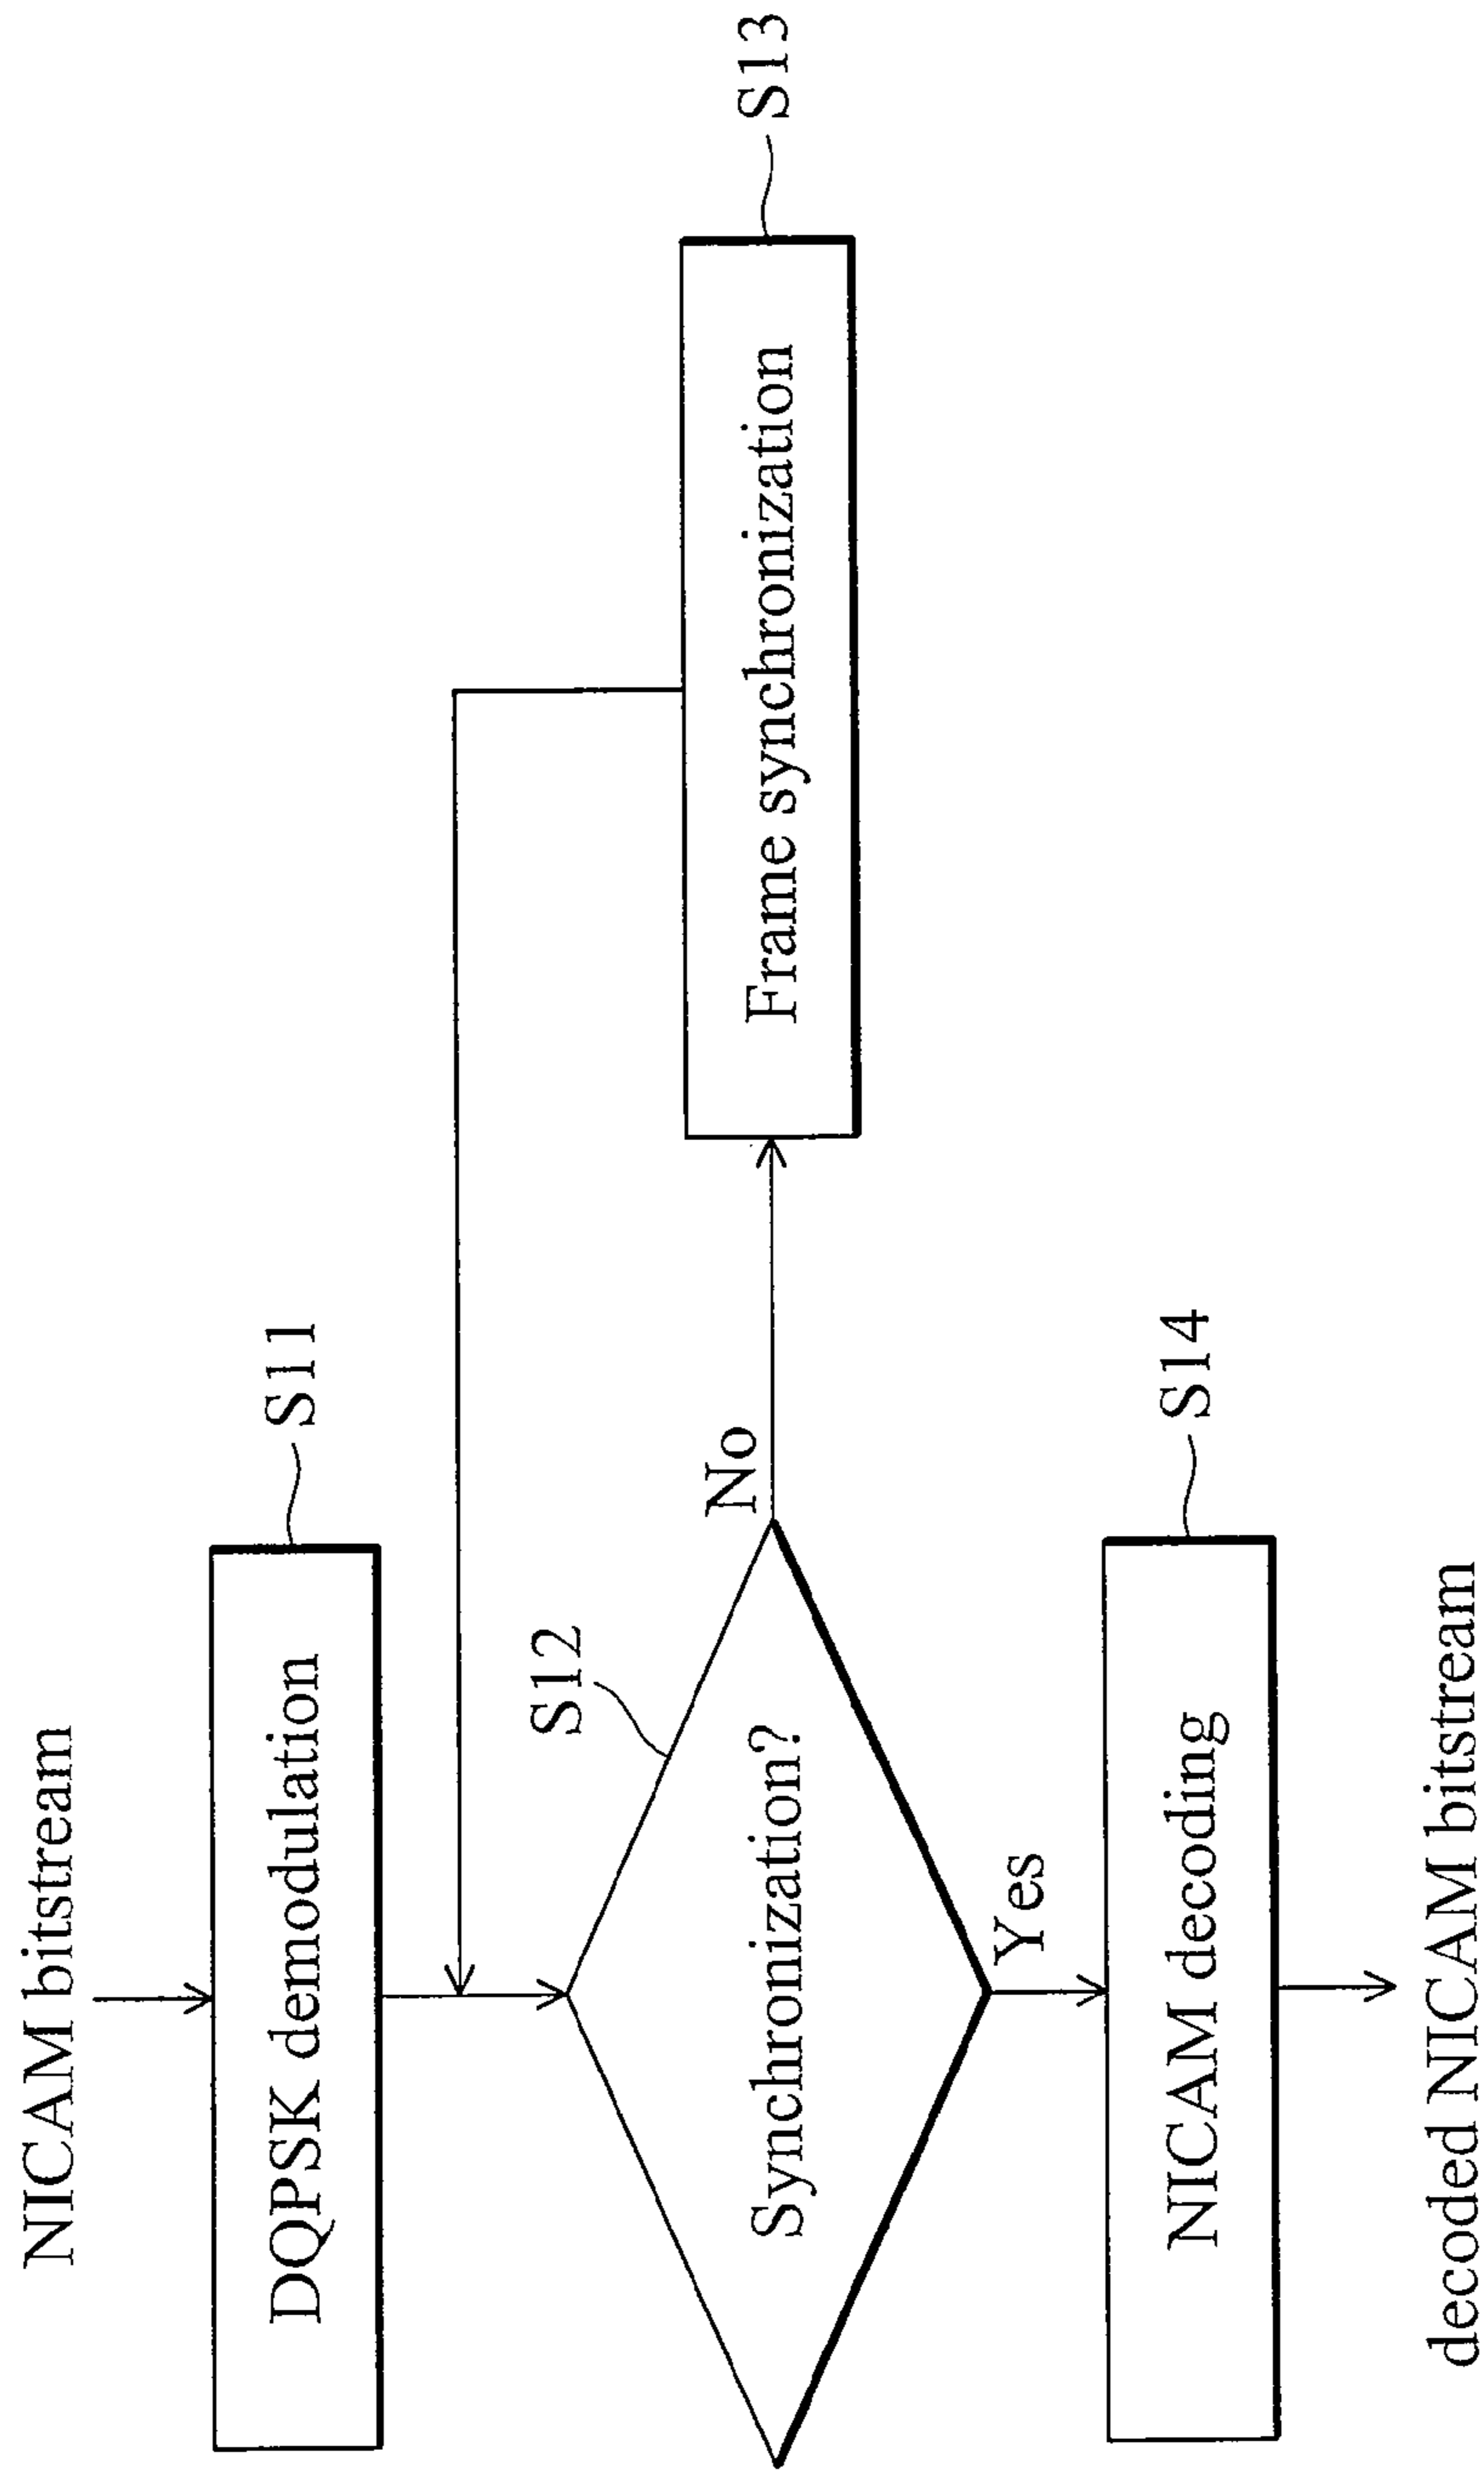 NICAM bitstream
DQPSK demodulation
S11
S12
Synchronization?
No
Frame synchronization
S13
Yes
NICAM decoding
S14
decoded NICAM bitstream